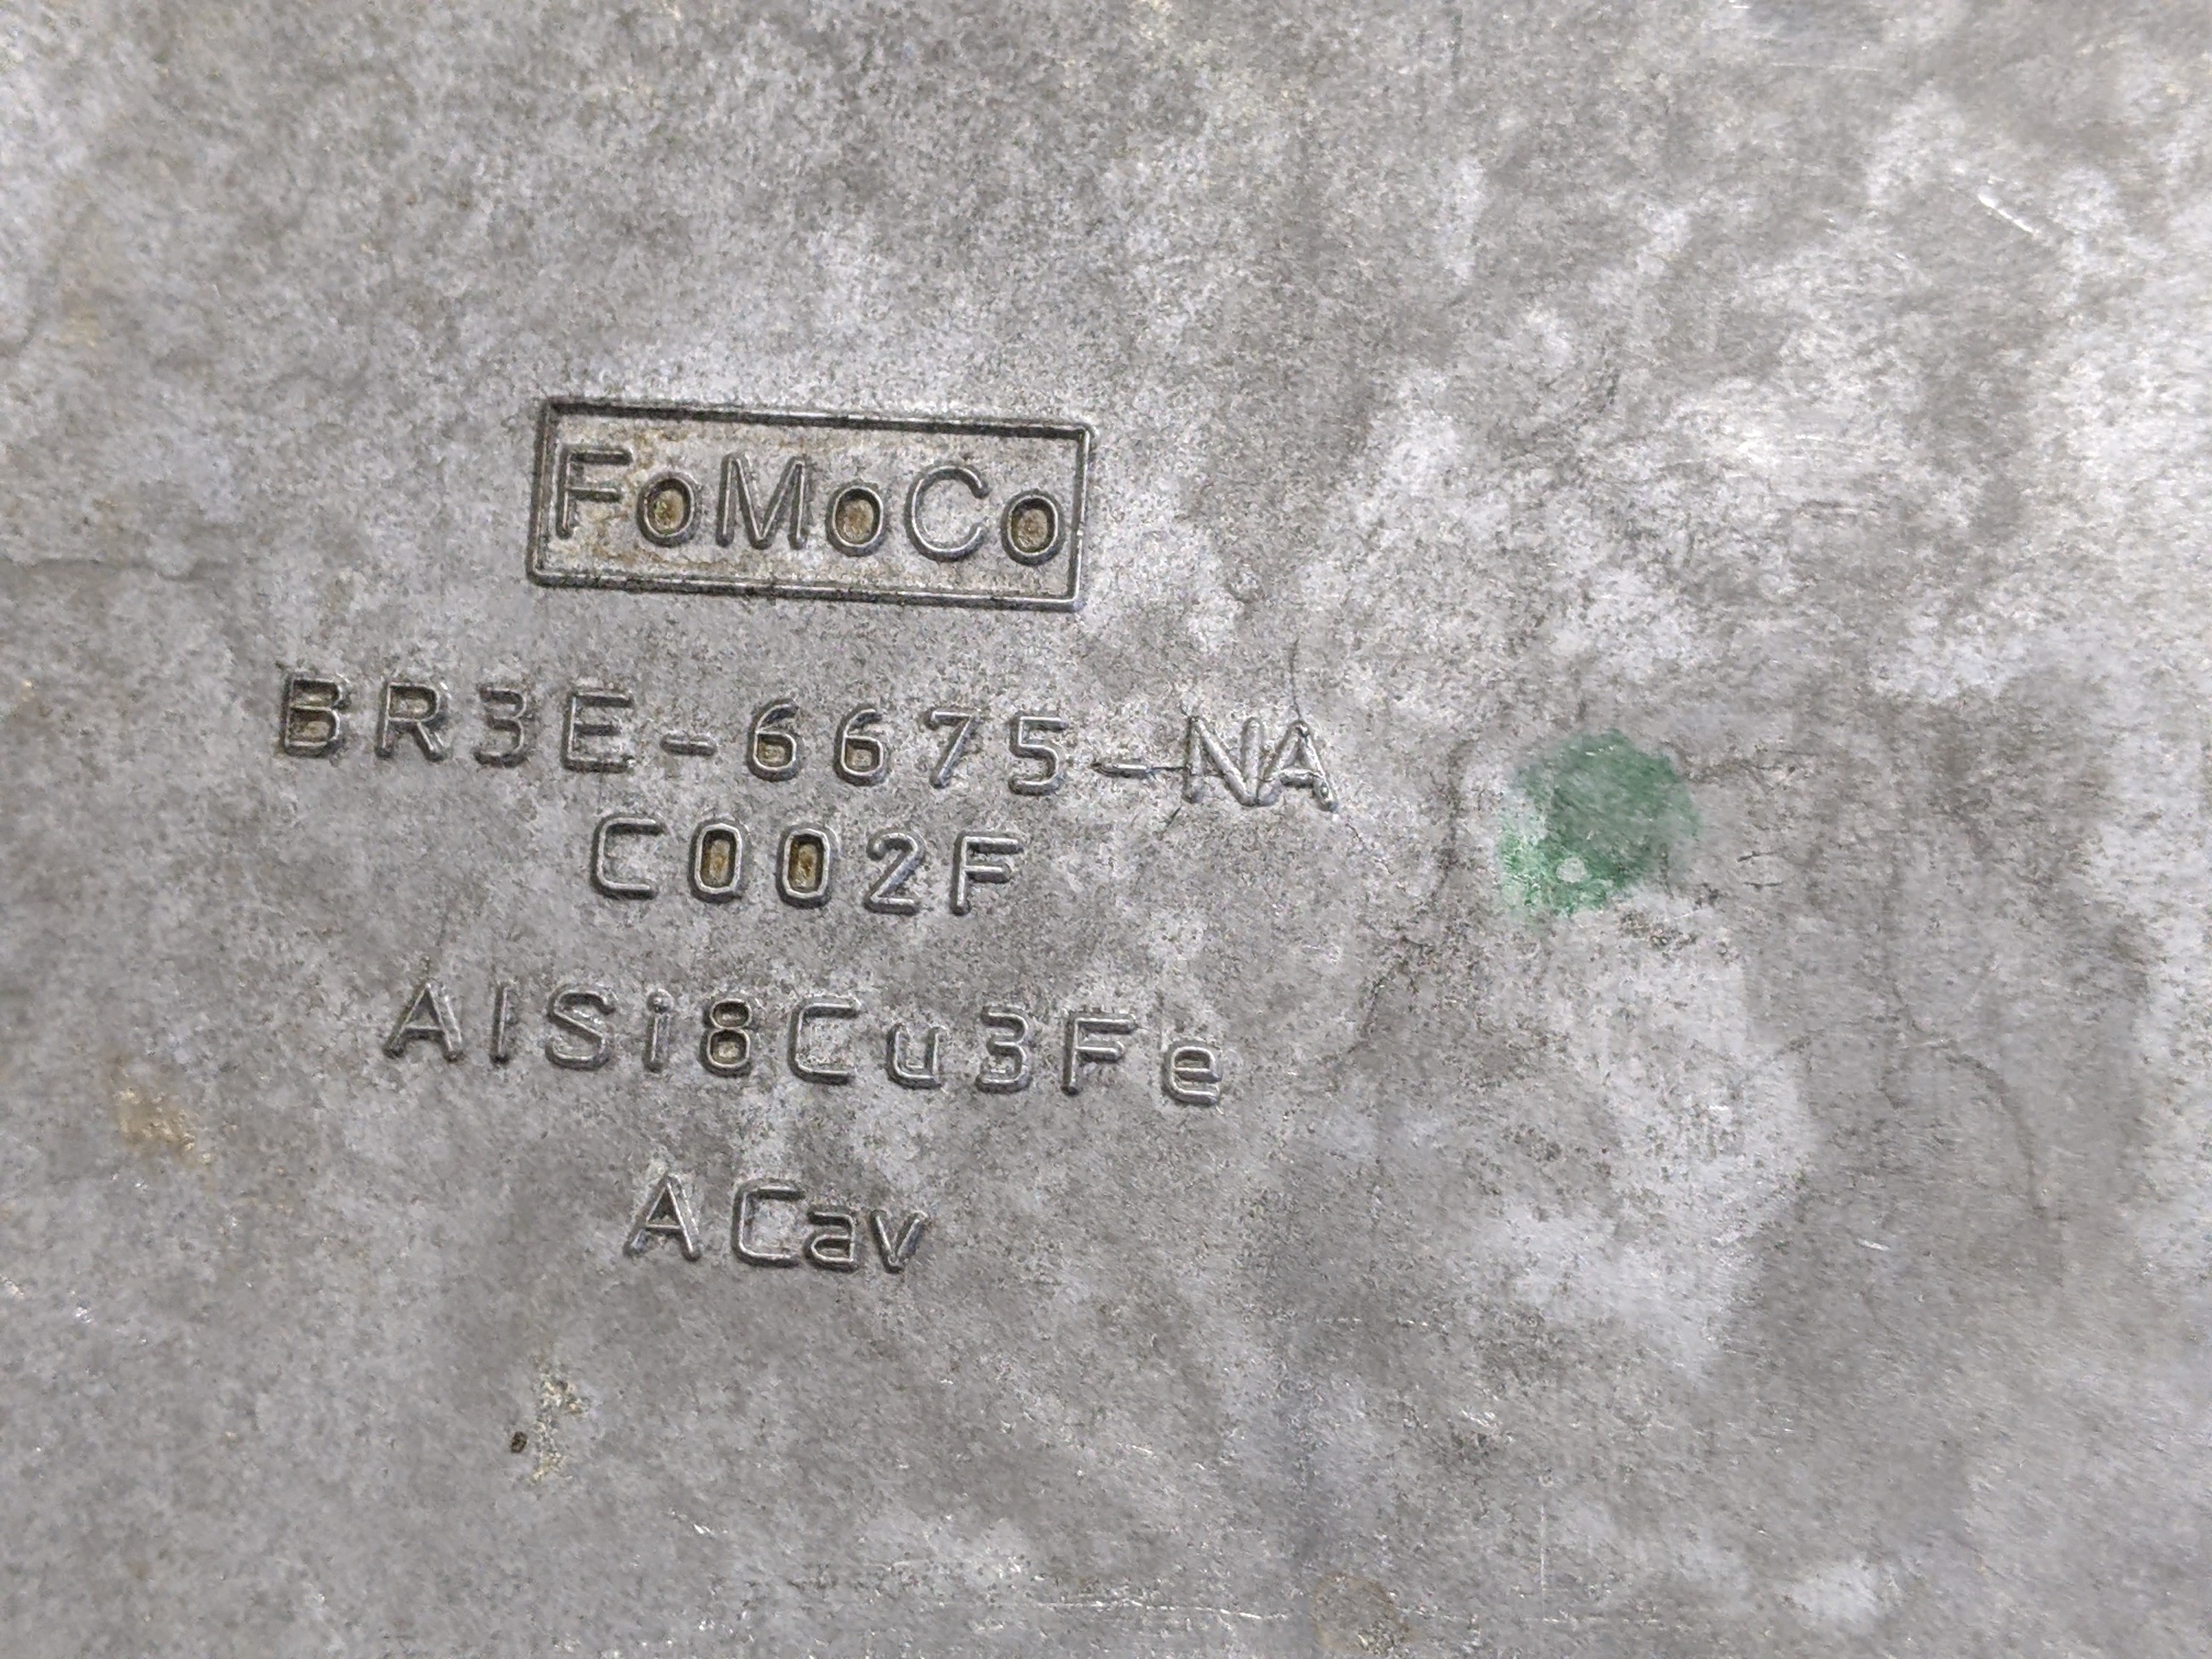 FoMoCo
BR3E-6675-NA
C002F
AlSi8Cu3Fe
A Cav